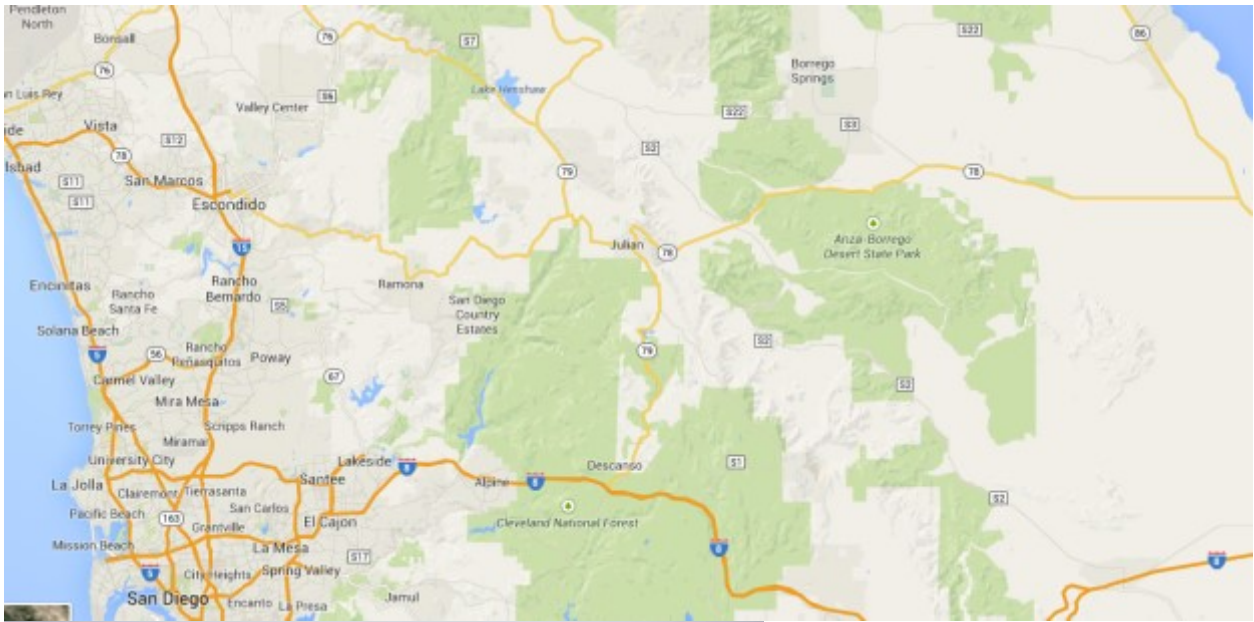 Pendleton
North
Bonsall
76
S7
S22
86
76
Borrego
Springs
n Luis Rey
Lake Henshaw
Valley Center
S6
S22
S3
ide
Vista
S12
78
S2
lsbad
S11
San Marcos
79
78
S11
Escondido
15
Julian
78
Anza-Borrego
Desert State Park
Encinitas
Rancho
Santa Fe
Rancho
Bernardo
S5
Ramona
San Diego
Country
Estates
Solana Beach
5
56
Rancho
Peñasquitos
Poway
79
S2
Carmel Valley
67
S2
Mira Mesa
Torrey Pines
Scripps Ranch
Miramar
University City
Lakeside
8
Descanso
S1
La Jolla
Clairemont
Tierrasanta
Santee
Alpine
8
S2
Pacific Beach
163
San Carlos
Grantville
El Cajon
Cleveland National Forest
Mission Beach
La Mesa
S17
8
8
5
City Heights
Spring Valley
San Diego
Encanto
La Presa
Jamul